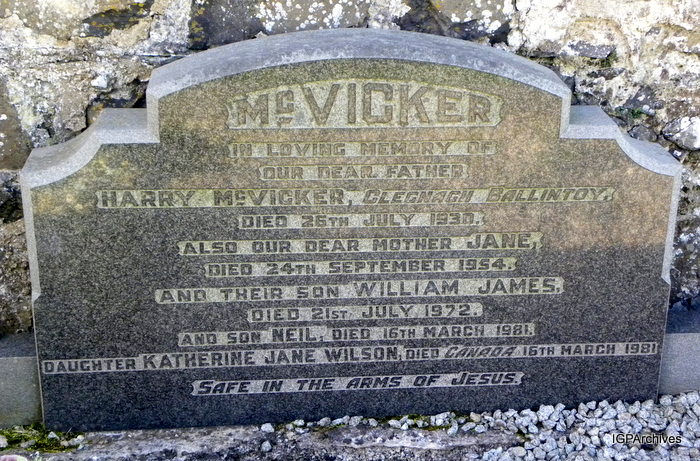 McVICKER
IN LOVING MEMORY OF
OUR DEAR FATHER
HARRY McVICKER, CLEGNAGH BALLINTOY,
DIED 26TH JULY 1930.
ALSO OUR DEAR MOTHER JANE,
DIED 24TH SEPTEMBER 1954.
AND THEIR SON WILLIAM JAMES.
DIED 21ST JULY 1972.
AND SON NEIL, DIED 16TH MARCH 1981.
DAUGHTER KATHERINE JANE WILSON, DIED CANADA 16TH MARCH 1981
SAFE IN THE ARMS OF JESUS.
IGPArchives